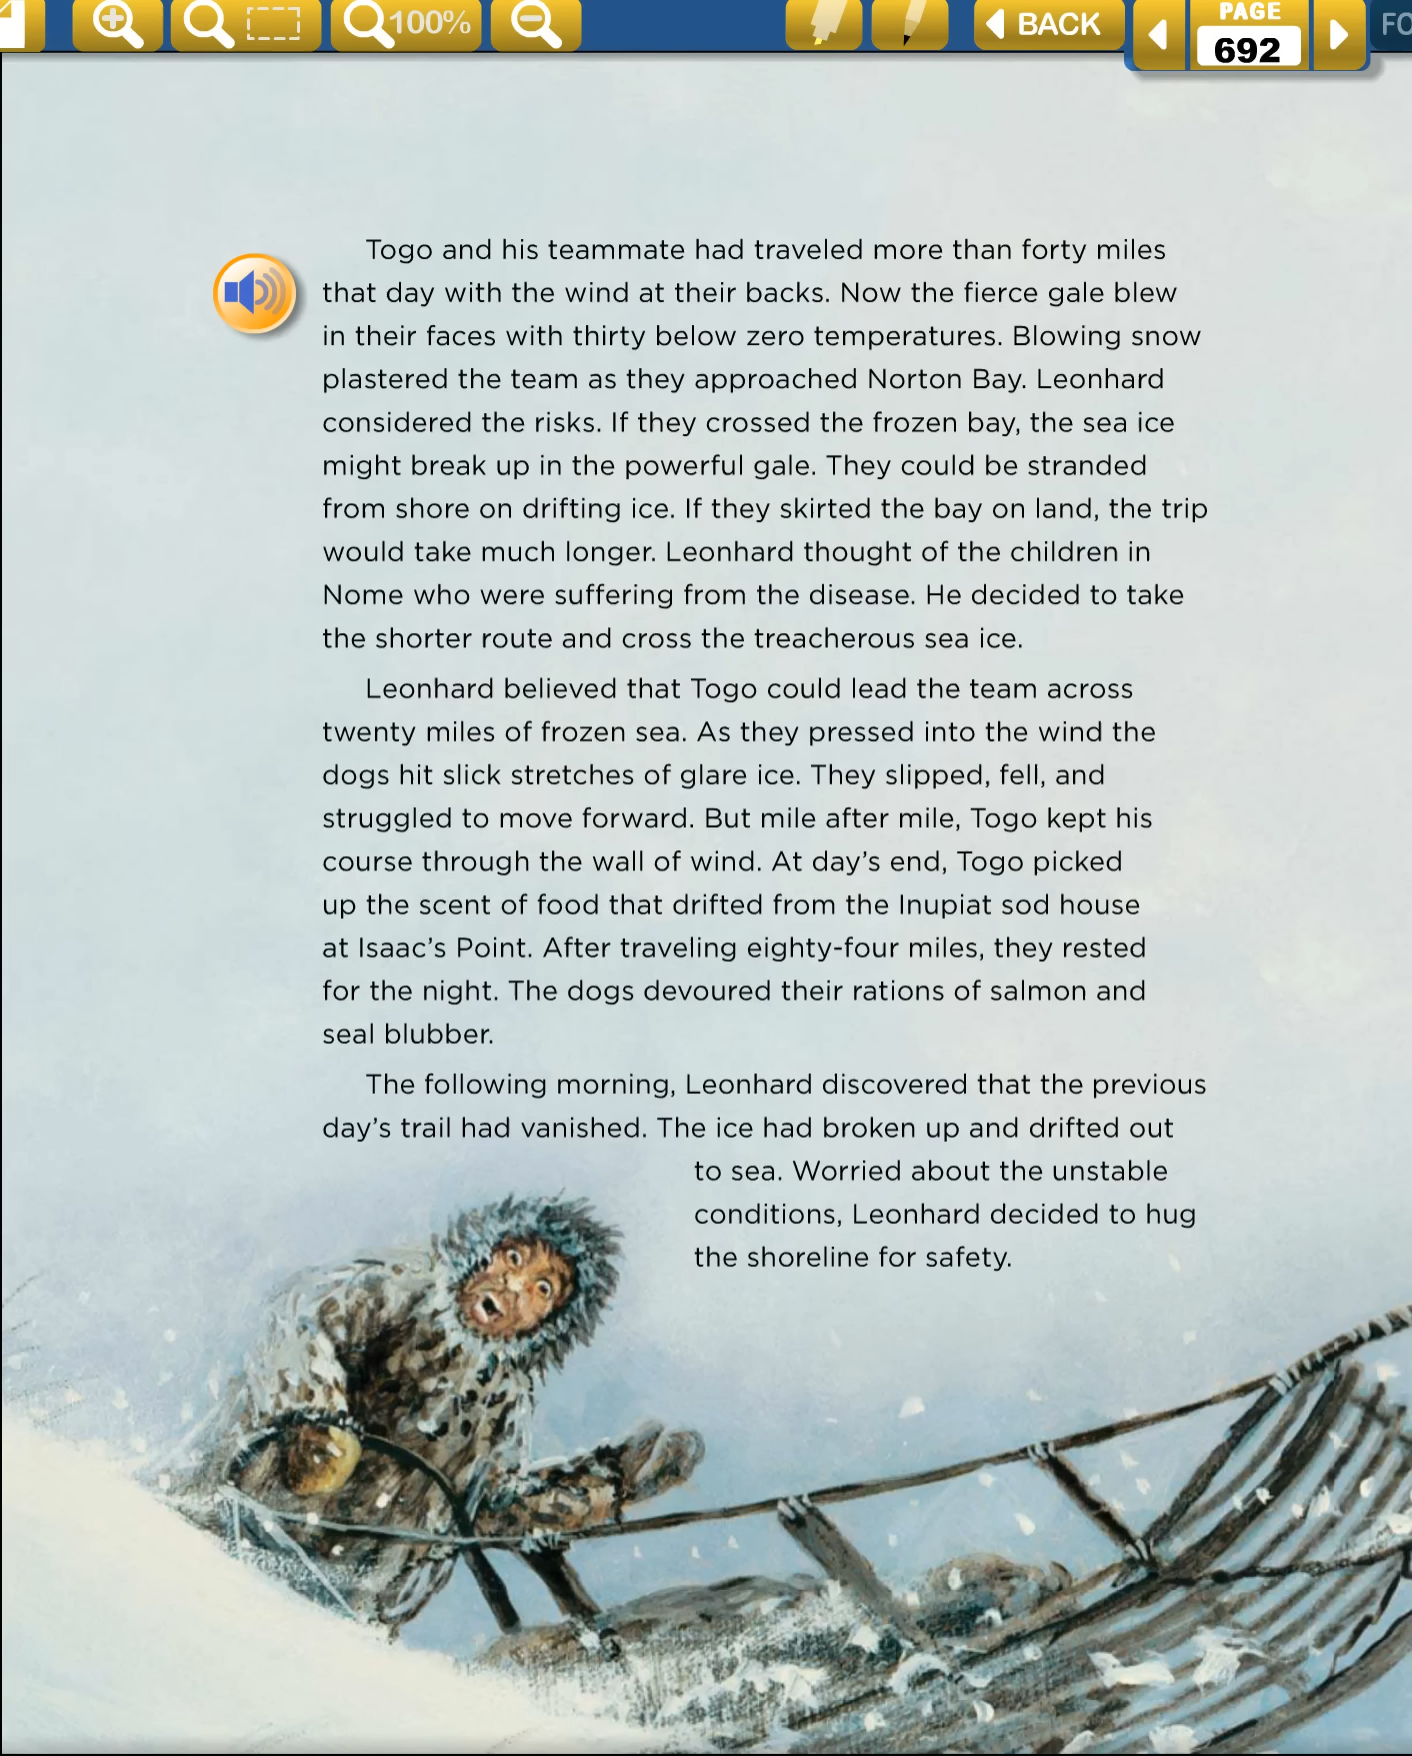 100%
BACK
PAGE
692
FO
Togo and his teammate had traveled more than forty miles
that day with the wind at their backs. Now the fierce gale blew
in their faces with thirty below zero temperatures. Blowing snow
plastered the team as they approached Norton Bay. Leonhard
considered the risks. If they crossed the frozen bay, the sea ice
might break up in the powerful gale. They could be stranded
from shore on drifting ice. If they skirted the bay on land, the trip
would take much longer. Leonhard thought of the children in
Nome who were suffering from the disease. He decided to take
the shorter route and cross the treacherous sea ice.
Leonhard believed that Togo could lead the team across
twenty miles of frozen sea. As they pressed into the wind the
dogs hit slick stretches of glare ice. They slipped, fell, and
struggled to move forward. But mile after mile, Togo kept his
course through the wall of wind. At day’s end, Togo picked
up the scent of food that drifted from the Inupiat sod house
at Isaac’s Point. After traveling eighty-four miles, they rested
for the night. The dogs devoured their rations of salmon and
seal blubber.
The following morning, Leonhard discovered that the previous
day’s trail had vanished. The ice had broken up and drifted out
to sea. Worried about the unstable
conditions, Leonhard decided to hug
the shoreline for safety.